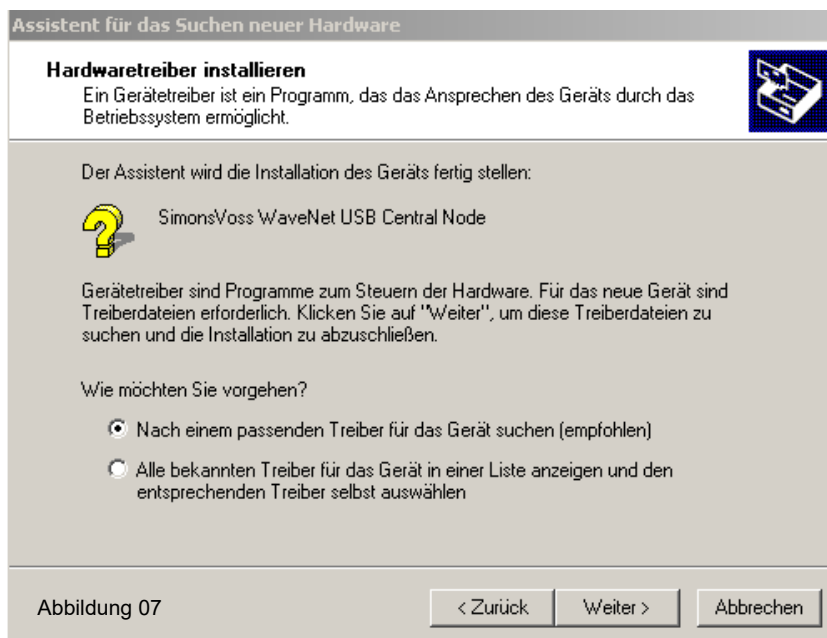 Assistent für das Suchen neuer Hardware
Hardwaretreiber installieren
Ein Gerätetreiber ist ein Programm, das das Ansprechen des Geräts durch das
Betriebssystem ermöglicht.
Der Assistent wird die Installation des Geräts fertig stellen:
SimonsVoss WaveNet USB Central Node
Gerätetreiber sind Programme zum Steuern der Hardware. Für das neue Gerät sind
Treiberdateien erforderlich. Klicken Sie auf "Weiter", um diese Treiberdateien zu
suchen und die Installation zu abzuschließen.
Wie möchten Sie vorgehen?
Nach einem passenden Treiber für das Gerät suchen (empfohlen)
Alle bekannten Treiber für das Gerät in einer Liste anzeigen und den
entsprechenden Treiber selbst auswählen
Abbildung 07
< Zurück
Weiter >
Abbrechen